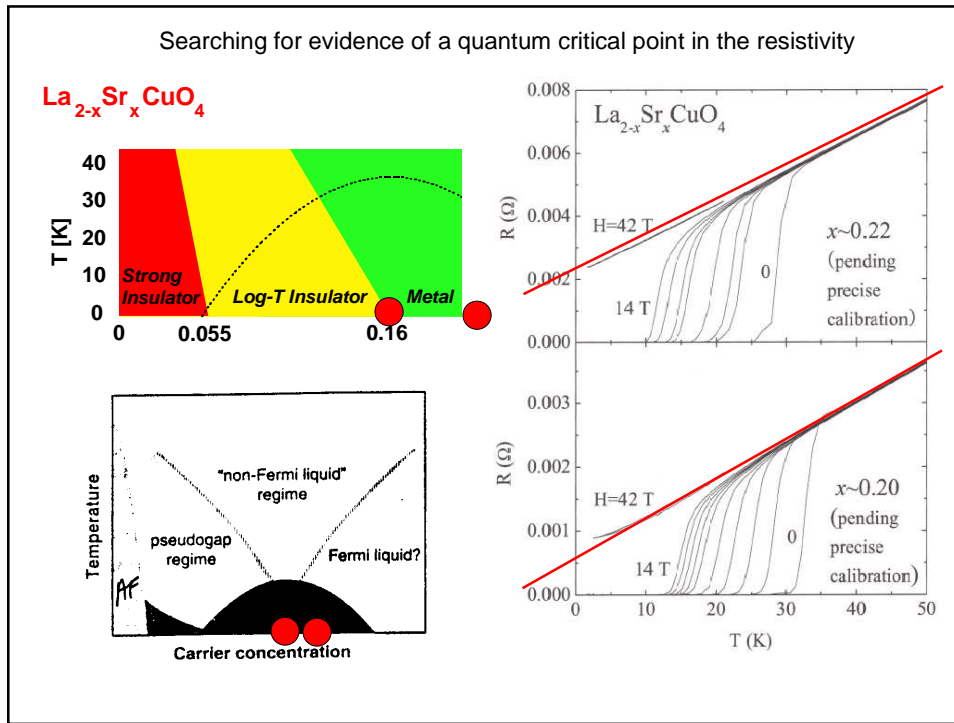 Searching for evidence of a quantum critical point in the resistivity
La2-xSrxCuO4
T [K]
40
30
20
10
0
Strong
Insulator
Log-T Insulator
Metal
0
0.055
0.16
Temperature
"non-Fermi liquid"
regime
pseudogap
regime
Fermi liquid?
AF
Carrier concentration
R (Ω)
0.008
0.006
0.004
0.002
0.000
La2-xSrxCuO4
H=42 T
14 T
0
x~0.22
(pending
precise
calibration)
R (Ω)
0.003
0.002
0.001
0.000
H=42 T
14 T
0
x~0.20
(pending
precise
calibration)
0
10
20
30
40
50
T (K)